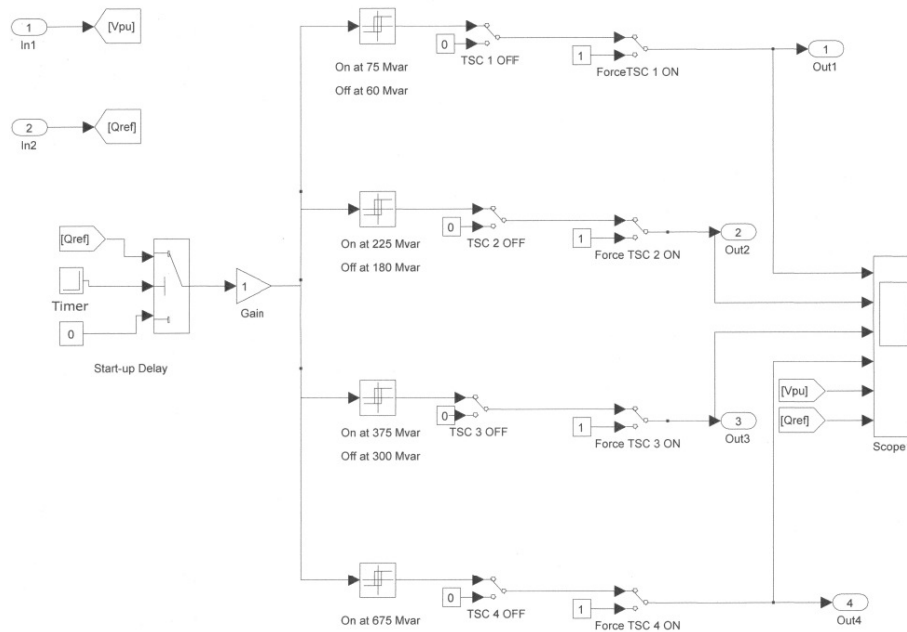 1
In1
[Vpu]
2
In2
[Qref]
[Qref]
Timer
0
Start-up Delay
1
Gain
On at 75 Mvar
Off at 60 Mvar
0
TSC 1 OFF
1
ForceTSC 1 ON
1
Out1
On at 225 Mvar
Off at 180 Mvar
0
TSC 2 OFF
1
Force TSC 2 ON
2
Out2
On at 375 Mvar
Off at 300 Mvar
0
TSC 3 OFF
1
Force TSC 3 ON
3
Out3
[Vpu]
[Qref]
Scope
On at 675 Mvar
0
TSC 4 OFF
1
Force TSC 4 ON
4
Out4